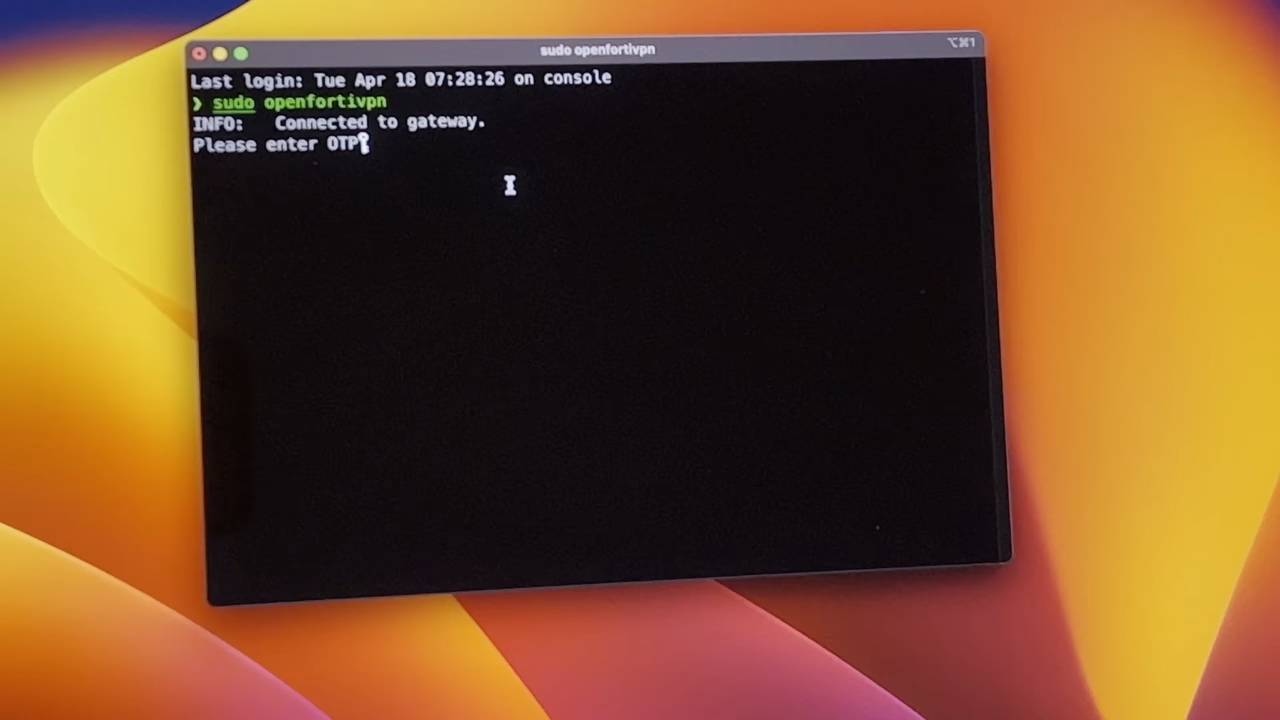 sudo openfortivpn
⌥⌘1
Last login: Tue Apr 18 07:28:26 on console
❯ sudo openfortivpn
INFO:   Connected to gateway.
Please enter OTP